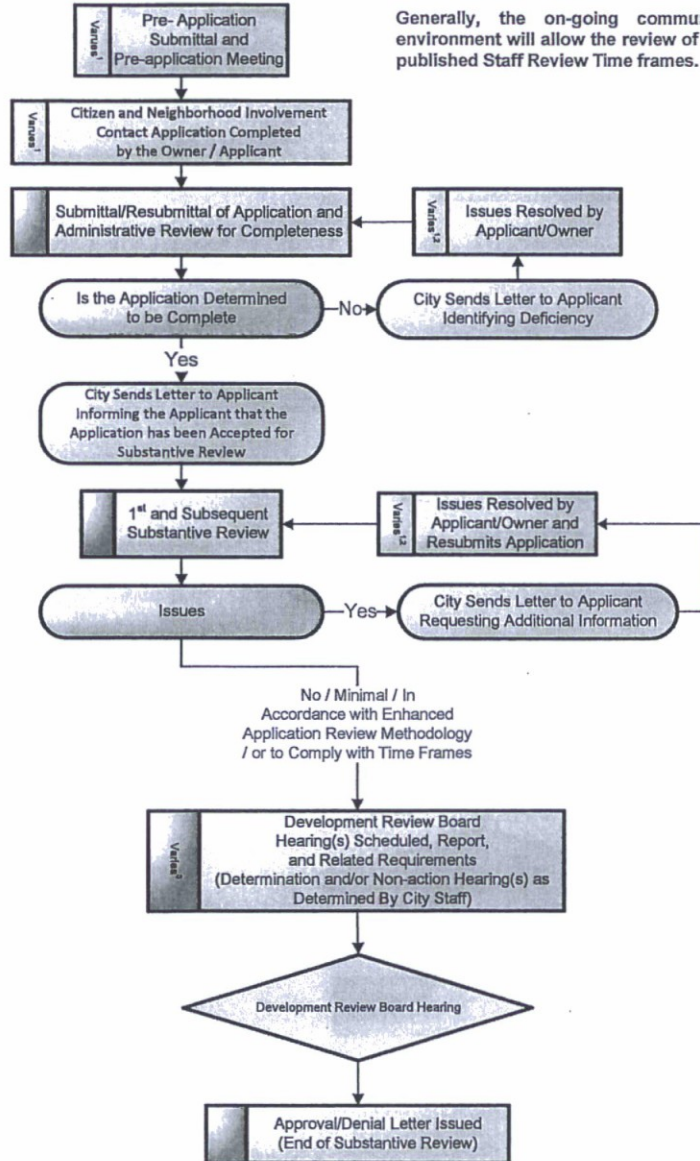 Generally, the on-going commu
environment will allow the review of
published Staff Review Time frames.
Pre- Application
Submittal and
Pre-application Meeting
Varues¹
Citizen and Neighborhood Involvement
Contact Application Completed
by the Owner / Applicant
Varues¹
Submittal/Resubmittal of Application and
Administrative Review for Completeness
Issues Resolved by
Applicant/Owner
Varies¹,²
Is the Application Determined
to be Complete
No
City Sends Letter to Applicant
Identifying Deficiency
Yes
City Sends Letter to Applicant
Informing the Applicant that the
Application has been Accepted for
Substantive Review
1st and Subsequent
Substantive Review
Issues Resolved by
Applicant/Owner and
Resubmits Application
Varies¹,²
Issues
Yes
City Sends Letter to Applicant
Requesting Additional Information
No / Minimal / In
Accordance with Enhanced
Application Review Methodology
/ or to Comply with Time Frames
Development Review Board
Hearing(s) Scheduled, Report,
and Related Requirements
(Determination and/or Non-action Hearing(s) as
Determined By City Staff)
Varies
Development Review Board Hearing
Approval/Denial Letter Issued
(End of Substantive Review)